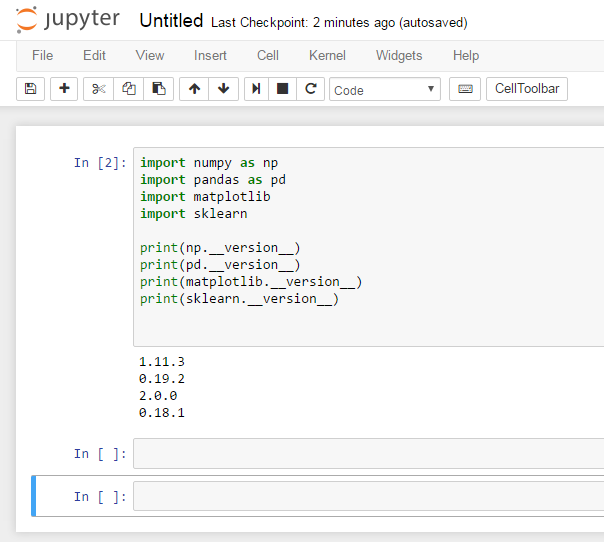 jupyter Untitled Last Checkpoint: 2 minutes ago (autosaved)
File Edit View Insert Cell Kernel Widgets Help
Code CellToolbar
In [2]: import numpy as np
import pandas as pd
import matplotlib
import sklearn
print(np.__version__)
print(pd.__version__)
print(matplotlib.__version__)
print(sklearn.__version__)
1.11.3
0.19.2
2.0.0
0.18.1
In [ ]:
In [ ]: